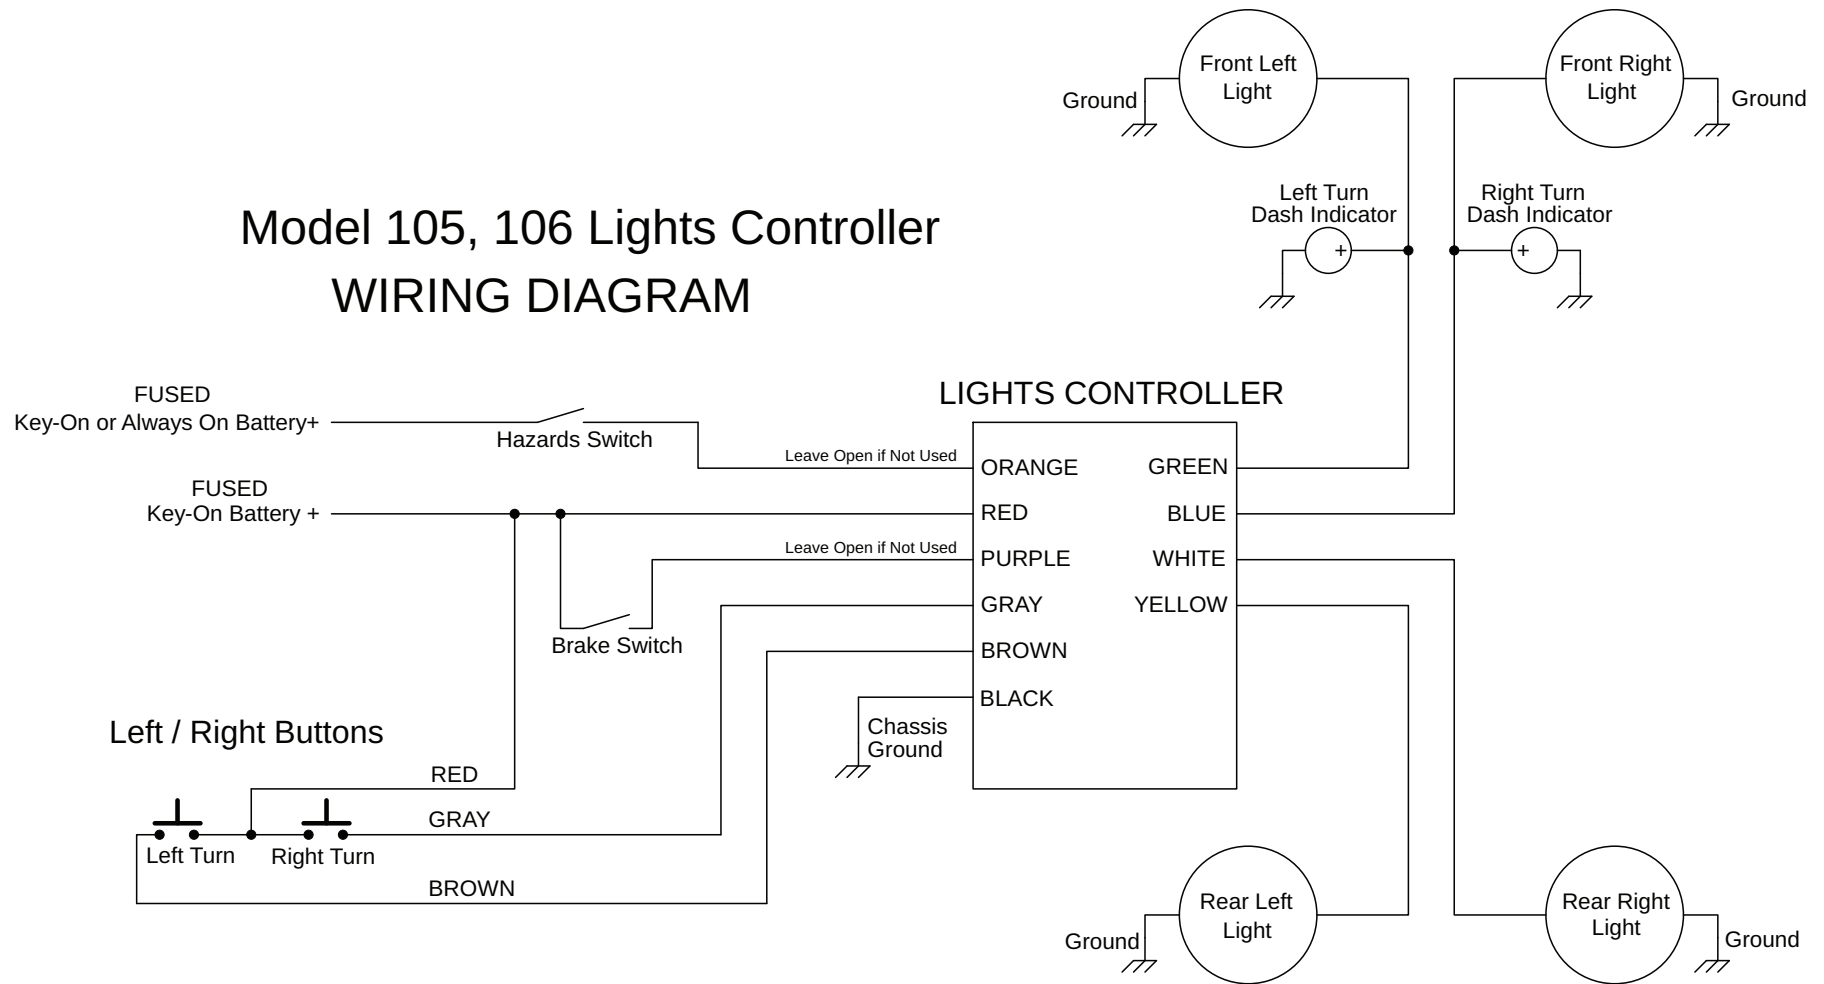 Front Left
Light
Ground
Front Right
Light
Ground
Left Turn
Dash Indicator
+
Right Turn
Dash Indicator
+
Model 105, 106 Lights Controller
WIRING DIAGRAM
FUSED
Key-On or Always On Battery+
Hazards Switch
Leave Open if Not Used
FUSED
Key-On Battery +
Leave Open if Not Used
Brake Switch
LIGHTS CONTROLLER
ORANGE
RED
PURPLE
GRAY
BROWN
BLACK
GREEN
BLUE
WHITE
YELLOW
Chassis
Ground
Left / Right Buttons
RED
GRAY
BROWN
Left Turn
Right Turn
Rear Left
Light
Ground
Rear Right
Light
Ground